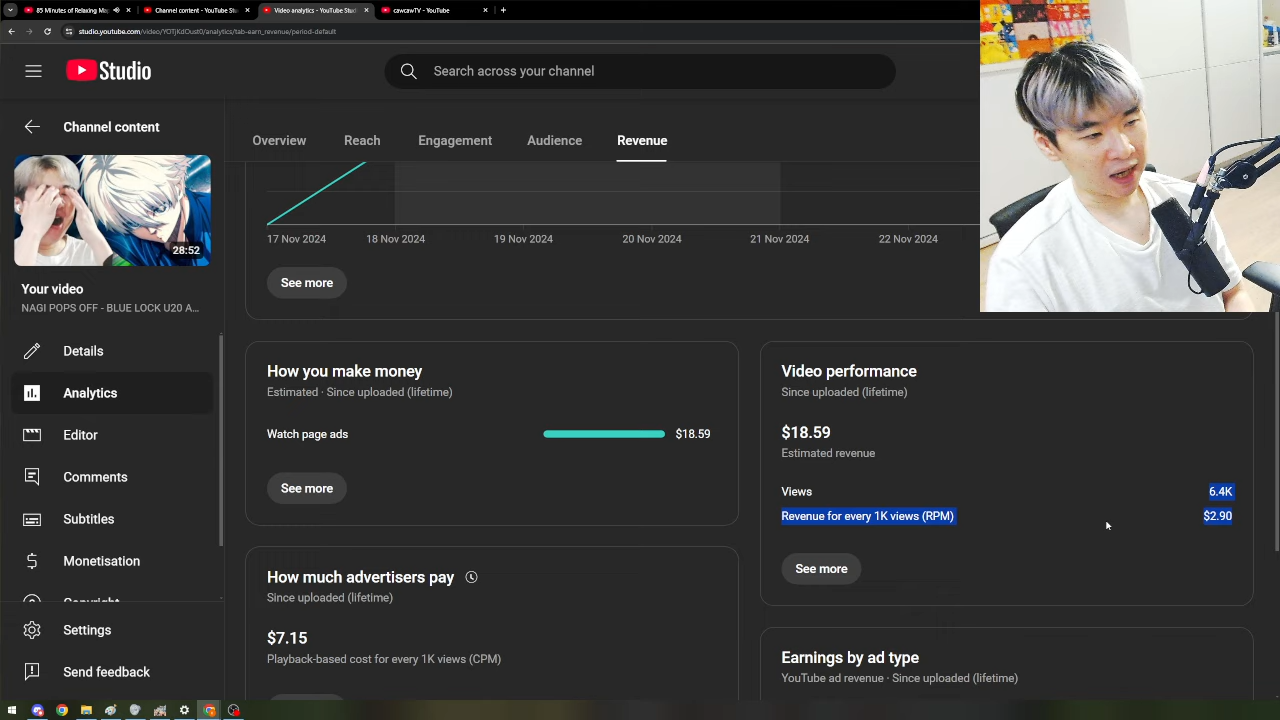 85 Minutes of Relaxing Ma
Channel content - YouTube Stu
Video analytics - YouTube Stud
cawcawTV - YouTube
studio.youtube.com/video/YOTjKdOust0/analytics/tab-earn_revenue/period-default
Studio
Search across your channel
Channel content
28:52
Your video
NAGI POPS OFF - BLUE LOCK U20 A...
Details
Analytics
Editor
Comments
Subtitles
Monetisation
Copyright
Settings
Send feedback
Overview
Reach
Engagement
Audience
Revenue
17 Nov 2024
18 Nov 2024
19 Nov 2024
20 Nov 2024
21 Nov 2024
22 Nov 2024
See more
How you make money
Estimated · Since uploaded (lifetime)
Watch page ads
$18.59
See more
Video performance
Since uploaded (lifetime)
$18.59
Estimated revenue
Views 6.4K
Revenue for every 1K views (RPM) $2.90
See more
How much advertisers pay
Since uploaded (lifetime)
$7.15
Playback-based cost for every 1K views (CPM)
Earnings by ad type
YouTube ad revenue · Since uploaded (lifetime)